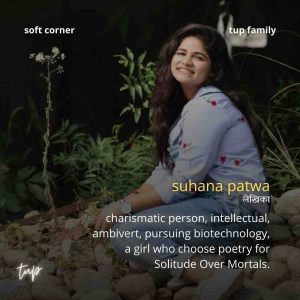 soft corner
tup family
suhana patwa
लेखिका
charismatic person, intellectual,
ambivert, pursuing biotechnology,
a girl who choose poetry for
Solitude Over Mortals.
tup